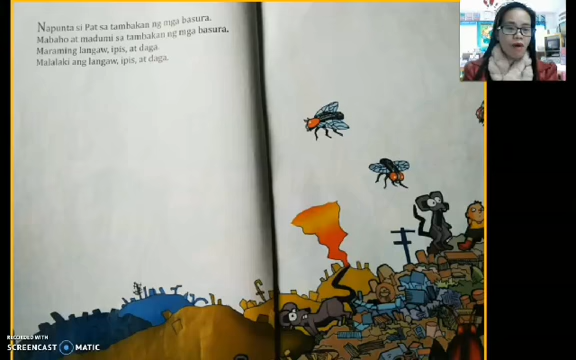 Napunta si Pat sa tambakan ng mga basura.
Mabaho at madumi sa tambakan ng mga basura,
Maraming langaw, ipis, at daga.
Malalaki ang langaw, ipis, at daga.
RECORDED WITH
SCREENCAST MATIC